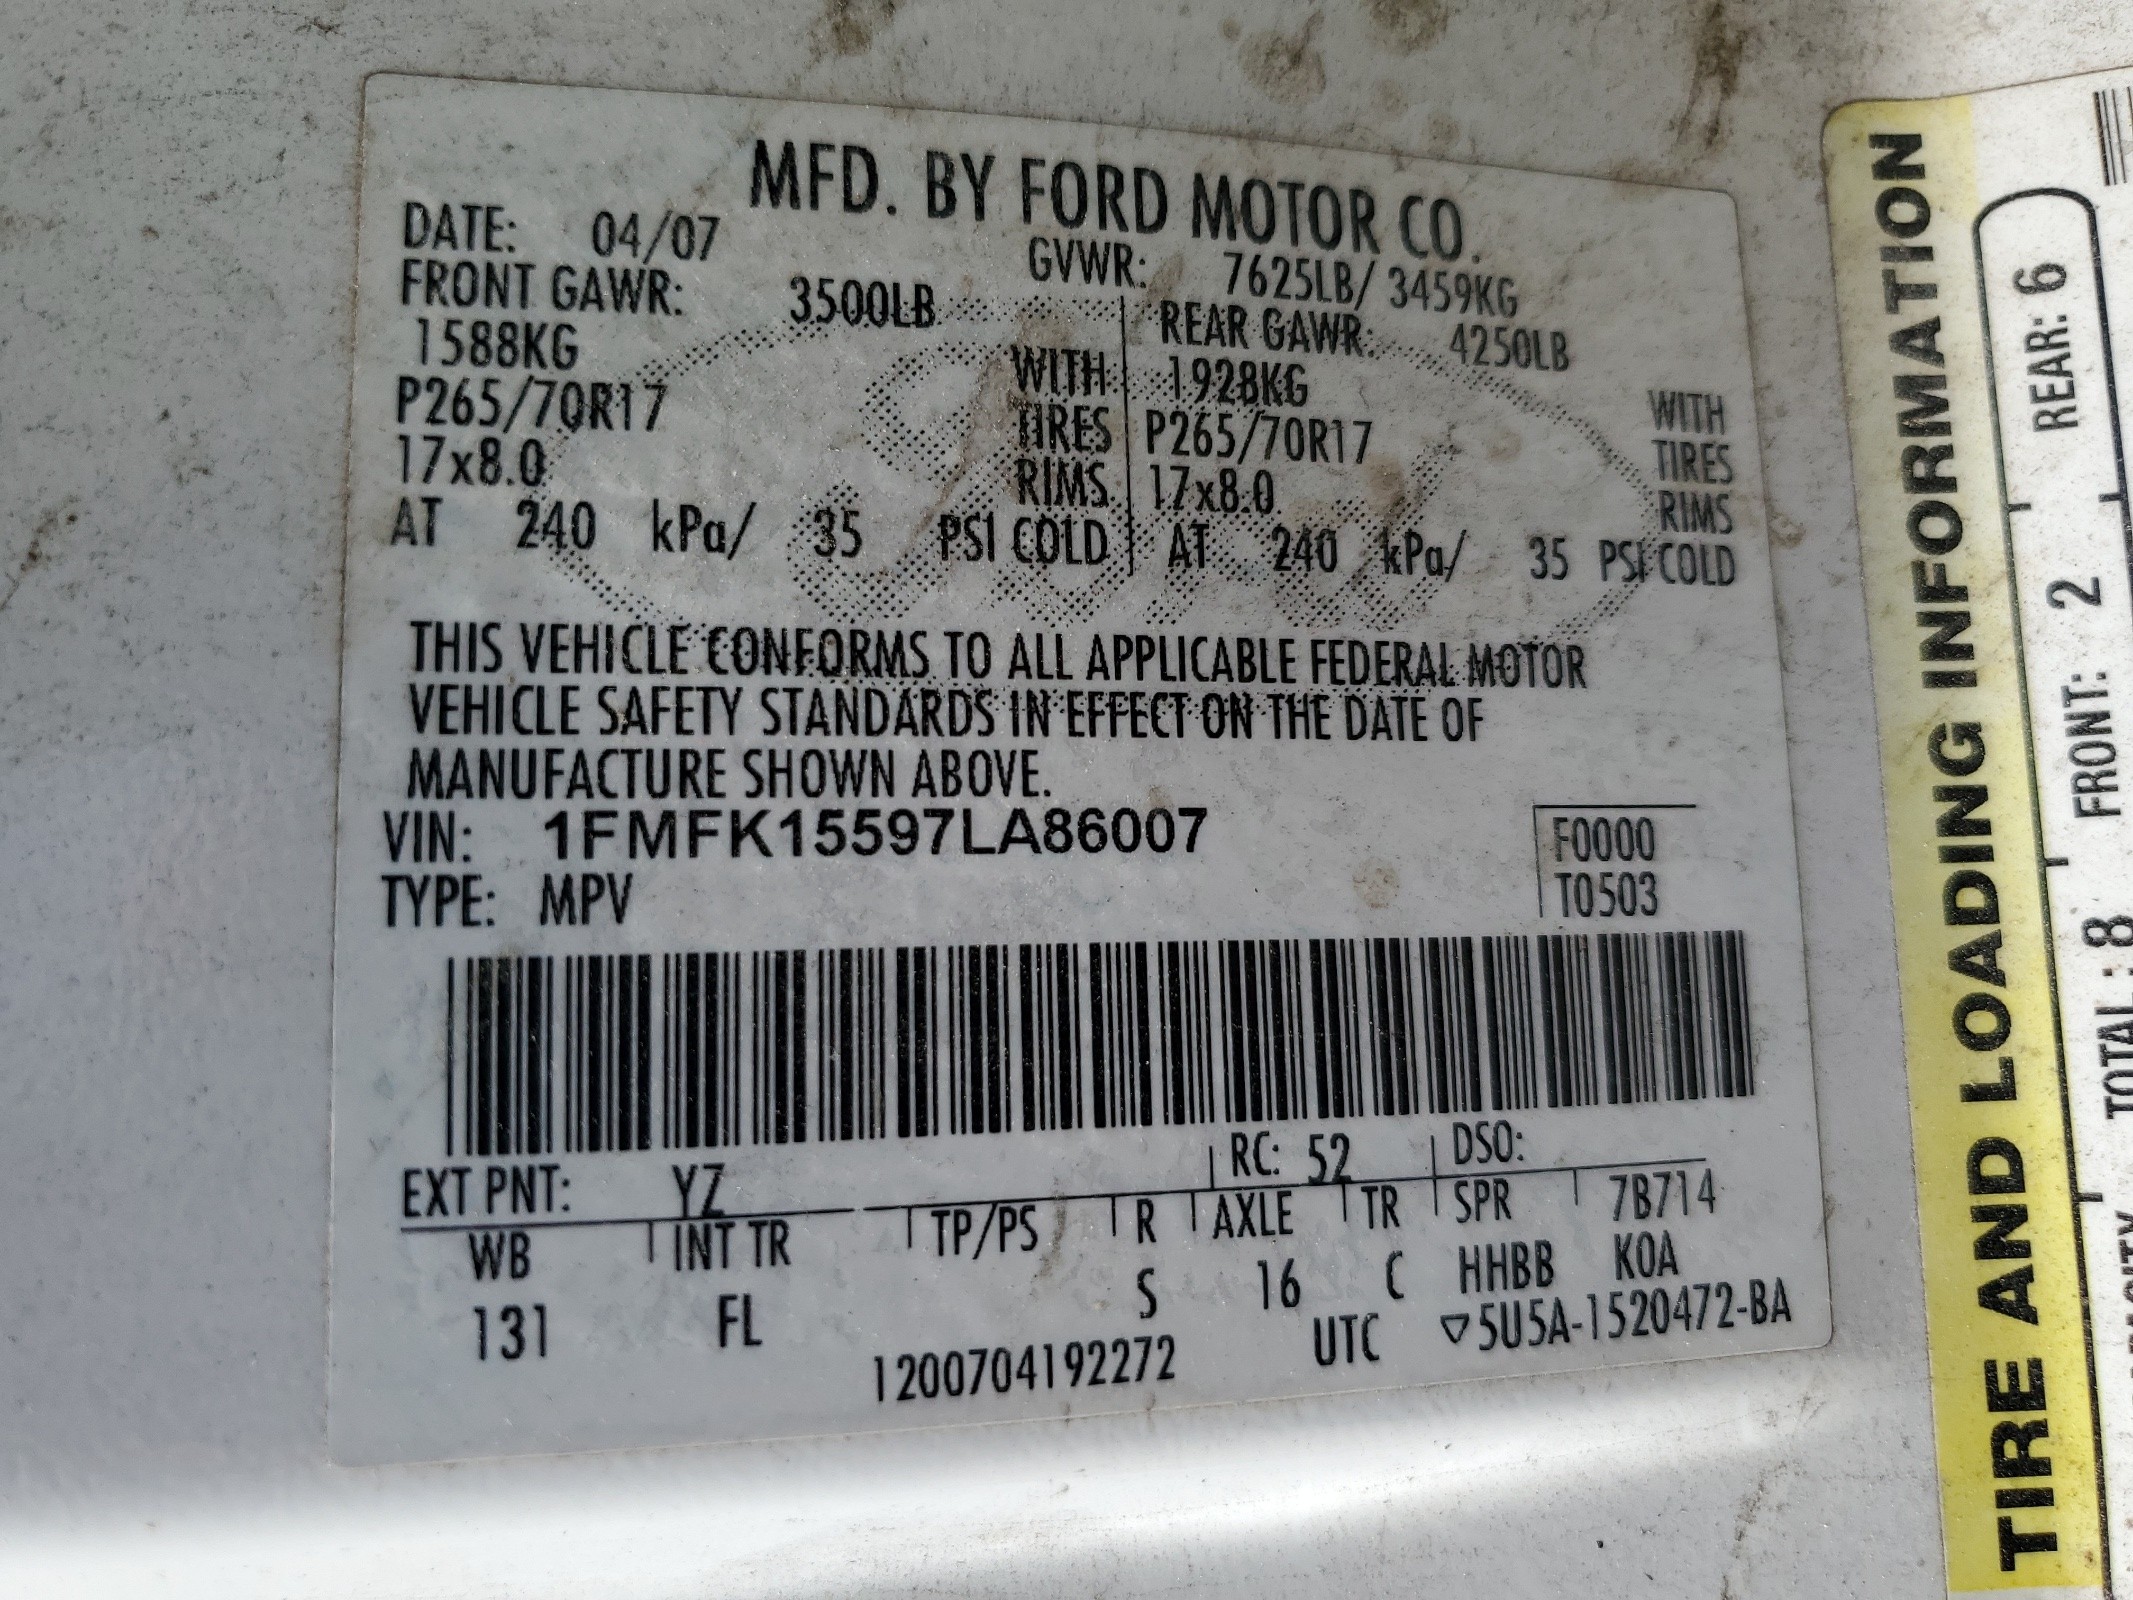 MFD. BY FORD MOTOR CO.
DATE: 04/07
GVWR: 7625LB/ 3459KG
FRONT GAWR: 3500LB
1588KG
WITH
P265/70R17
TIRES
17x8.0
RIMS
AT 240 kPa/ 35 PSI COLD
REAR GAWR: 4250LB
1928KG
WITH
P265/70R17
TIRES
17x8.0
RIMS
AT 240 kPa/ 35 PSI COLD
THIS VEHICLE CONFORMS TO ALL APPLICABLE FEDERAL MOTOR
VEHICLE SAFETY STANDARDS IN EFFECT ON THE DATE OF
MANUFACTURE SHOWN ABOVE.
VIN: 1FMFK15597LA86007
F0000
TYPE: MPV
T0503
EXT PNT: YZ RC: 52 DSO:
WB INT TR TP/PS R AXLE TR SPR 7B714
131 FL S 16 C HHBB KOA
1200704192272 UTC ▽5U5A-1520472-BA
TIRE AND LOADING INFORMATION
TOTAL : 8 FRONT: 2 REAR: 6